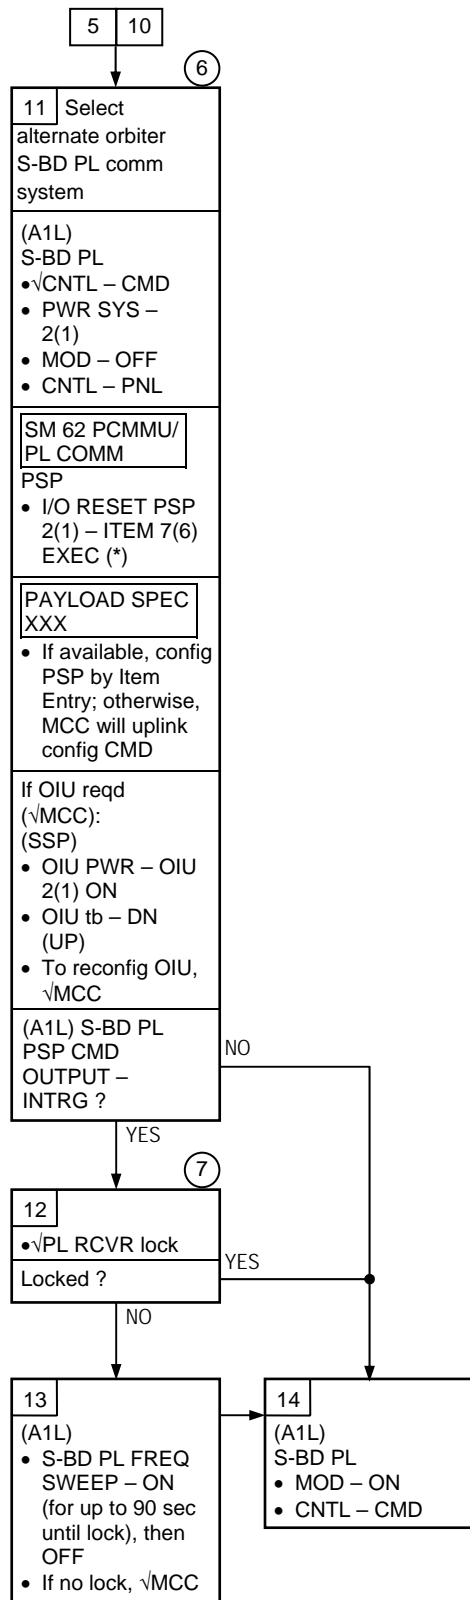 5 10
6
11 Select
alternate orbiter
S-BD PL comm
system
(A1L)
S-BD PL
•√CNTL – CMD
• PWR SYS –
2(1)
• MOD – OFF
• CNTL – PNL
SM 62 PCMMU/
PL COMM
PSP
• I/O RESET PSP
2(1) – ITEM 7(6)
EXEC (*)
PAYLOAD SPEC
XXX
• If available, config
PSP by Item
Entry; otherwise,
MCC will uplink
config CMD
If OIU reqd
(√MCC):
(SSP)
• OIU PWR – OIU
2(1) ON
• OIU tb – DN
(UP)
• To reconfig OIU,
√MCC
(A1L) S-BD PL
PSP CMD
OUTPUT –
INTRG ?
NO
YES
7
12
•√PL RCVR lock
Locked ?
YES
NO
13
(A1L)
• S-BD PL FREQ
SWEEP – ON
(for up to 90 sec
until lock), then
OFF
• If no lock, √MCC
14
(A1L)
S-BD PL
• MOD – ON
• CNTL – CMD